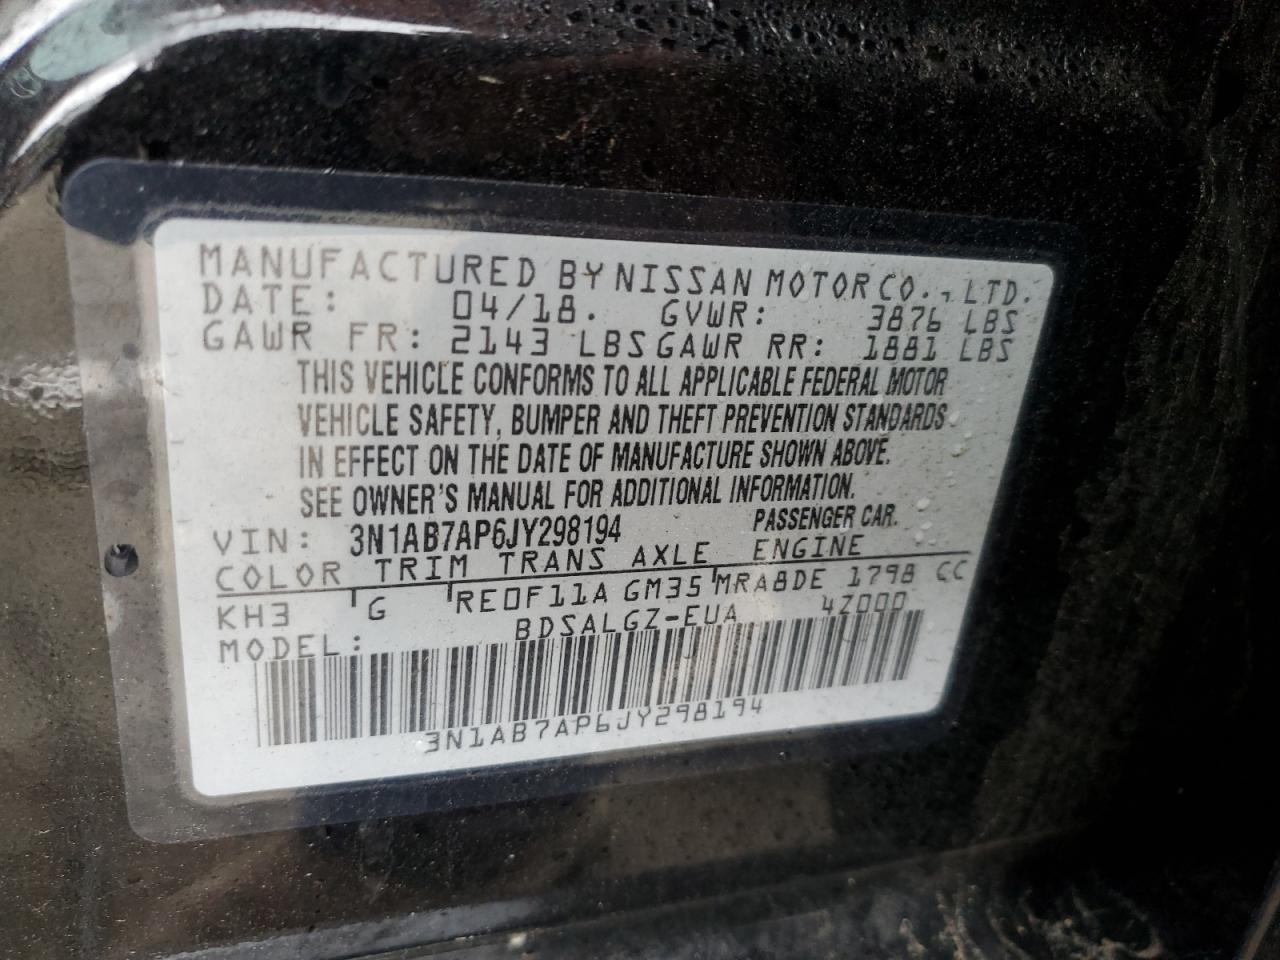 MANUFACTURED BY NISSAN MOTOR CO., LTD.
DATE: 04/18. GVWR: 3876 LBS
GAWR FR: 2143 LBS GAWR RR: 1881 LBS
THIS VEHICLE CONFORMS TO ALL APPLICABLE FEDERAL MOTOR
VEHICLE SAFETY, BUMPER AND THEFT PREVENTION STANDARDS
IN EFFECT ON THE DATE OF MANUFACTURE SHOWN ABOVE.
SEE OWNER'S MANUAL FOR ADDITIONAL INFORMATION.
VIN: 3N1AB7AP6JY298194 PASSENGER CAR.
COLOR TRIM TRANS AXLE ENGINE
KH3 G RE0F11A GM35 MRA8DE 1798 CC
MODEL: BDSALGZ-EUA 4Z000
3N1AB7AP6JY298194